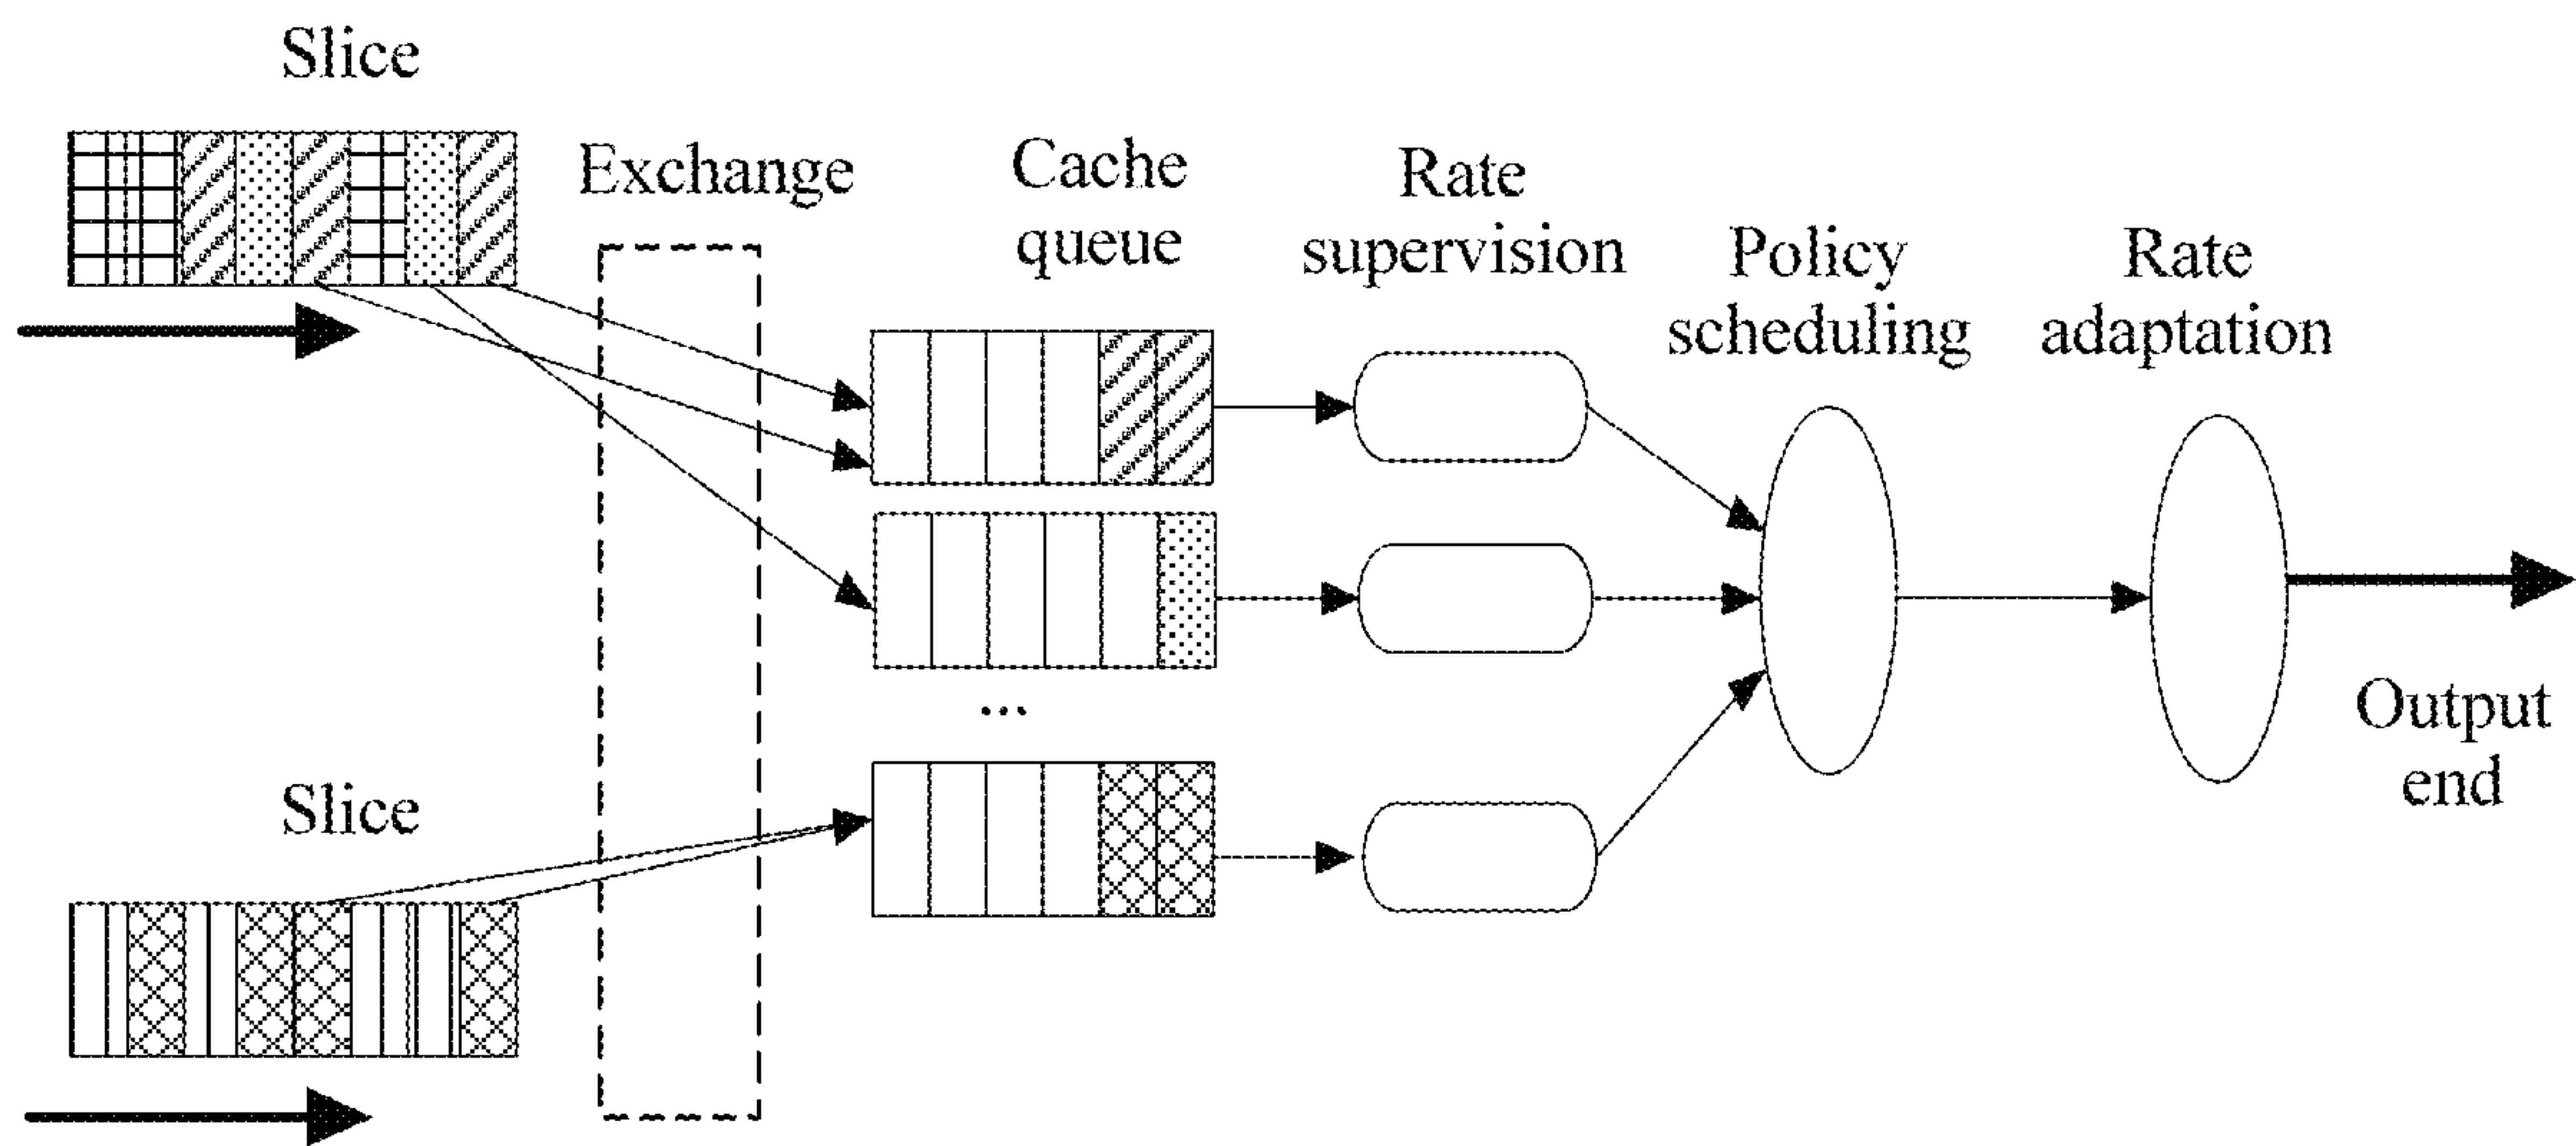 Slice
Exchange
Cache
queue
Rate
supervision
Policy
scheduling
Rate
adaptation
...
Output
end
Slice